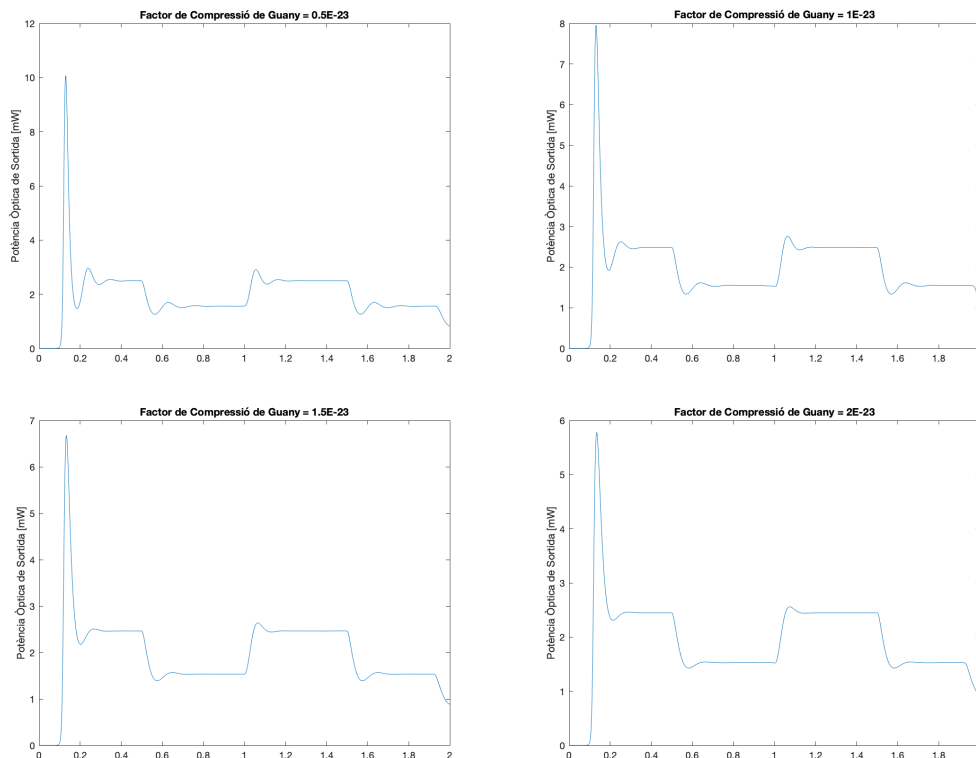 Factor de Compressió de Guany = 0.5E-23
Potència Òptica de Sortida [mW]
12
10
8
6
4
2
0
0 0.2 0.4 0.6 0.8 1 1.2 1.4 1.6 1.8 2
Factor de Compressió de Guany = 1E-23
Potència Òptica de Sortida [mW]
8
7
6
5
4
3
2
1
0
0 0.2 0.4 0.6 0.8 1 1.2 1.4 1.6 1.8
Factor de Compressió de Guany = 1.5E-23
Potència Òptica de Sortida [mW]
7
6
5
4
3
2
1
0
0 0.2 0.4 0.6 0.8 1 1.2 1.4 1.6 1.8 2
Factor de Compressió de Guany = 2E-23
Potència Òptica de Sortida [mW]
6
5
4
3
2
1
0
0 0.2 0.4 0.6 0.8 1 1.2 1.4 1.6 1.8